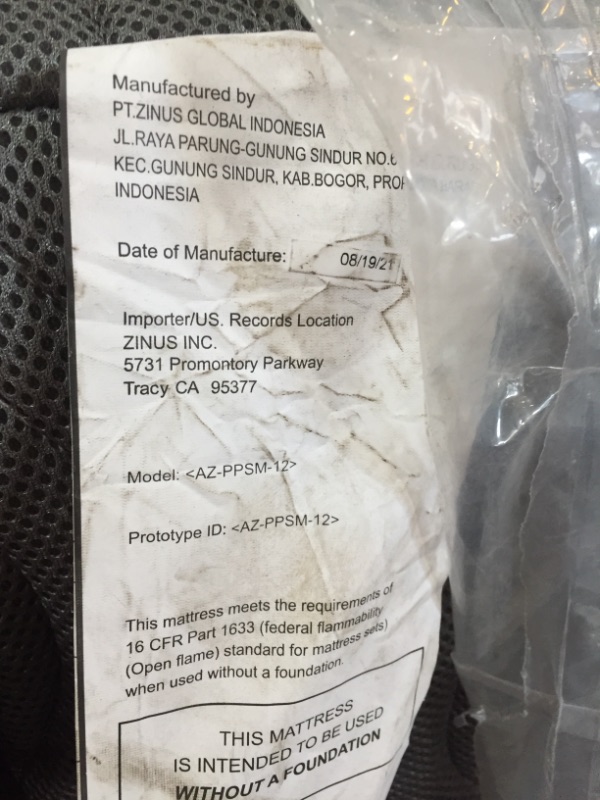 Manufactured by
PT.ZINUS GLOBAL INDONESIA
JL.RAYA PARUNG-GUNUNG SINDUR
KEC.GUNUNG SINDUR, KAB.BOGOR,
INDONESIA
Date of Manufacture: 08/19/21
Importer/US. Records Location
ZINUS INC.
5731 Promontory Parkway
Tracy CA 95377
Model: <AZ-PPSM-12>
Prototype ID: <AZ-PPSM-12>
This mattress meets the requirements of
16 CFR Part 1633 (federal flammability
(Open flame) standard for mattress sets)
when used without a foundation.
THIS MATTRESS
IS INTENDED TO BE USED
WITHOUT A FOUNDATION